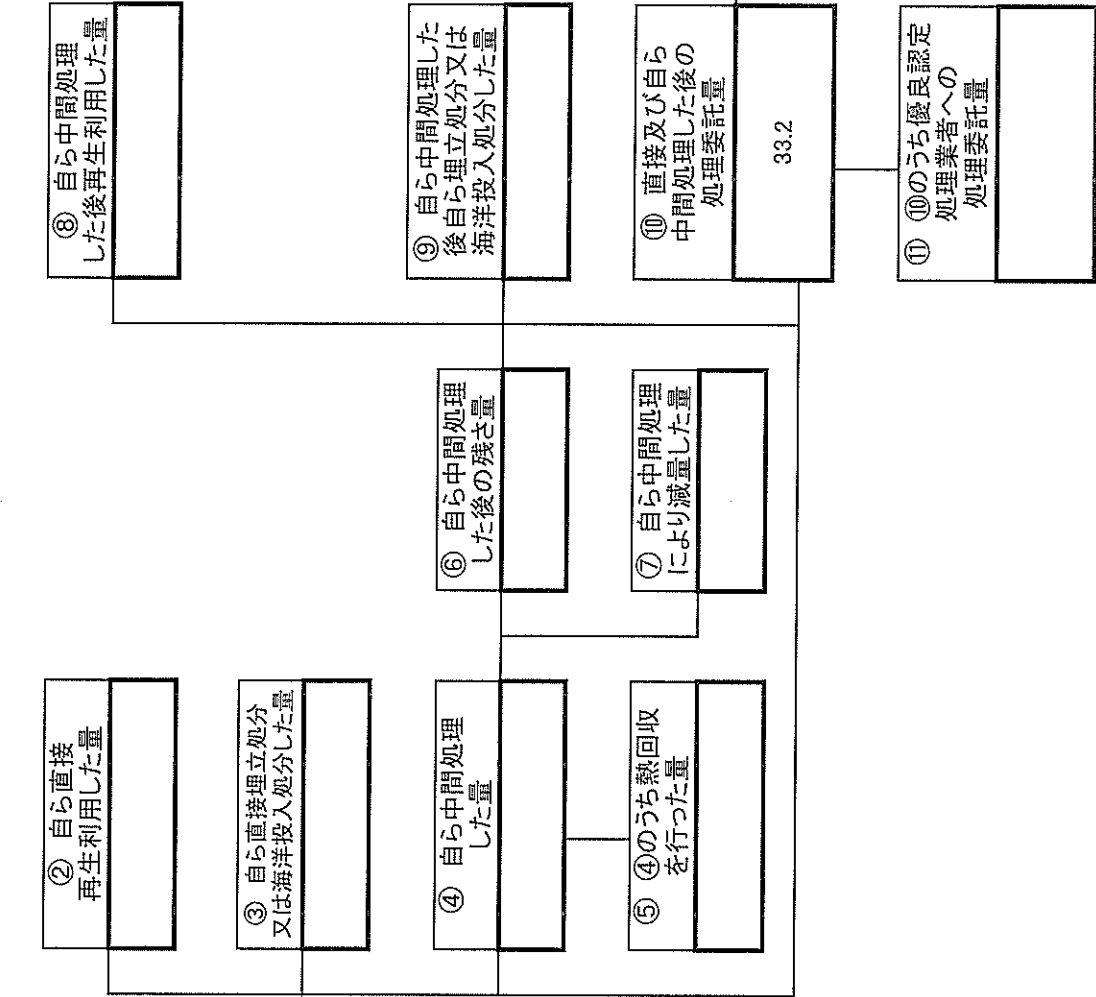 ② 自ら直接
再生利用した量
③ 自ら直接埋立処分
又は海洋投入処分した量
④ 自ら中間処理
した量
⑤ ④のうち熱回収
を行った量
⑥ 自ら中間処理
した後の残さ量
⑦ 自ら中間処理
により減量した量
⑧ 自ら中間処理
した後再生利用した量
⑨ 自ら中間処理した
後自ら埋立処分又は
海洋投入処分した量
⑩ 直接及び自ら
中間処理した後の
処理委託量
33.2
⑪ ⑩のうち優良認定
処理業者への
処理委託量